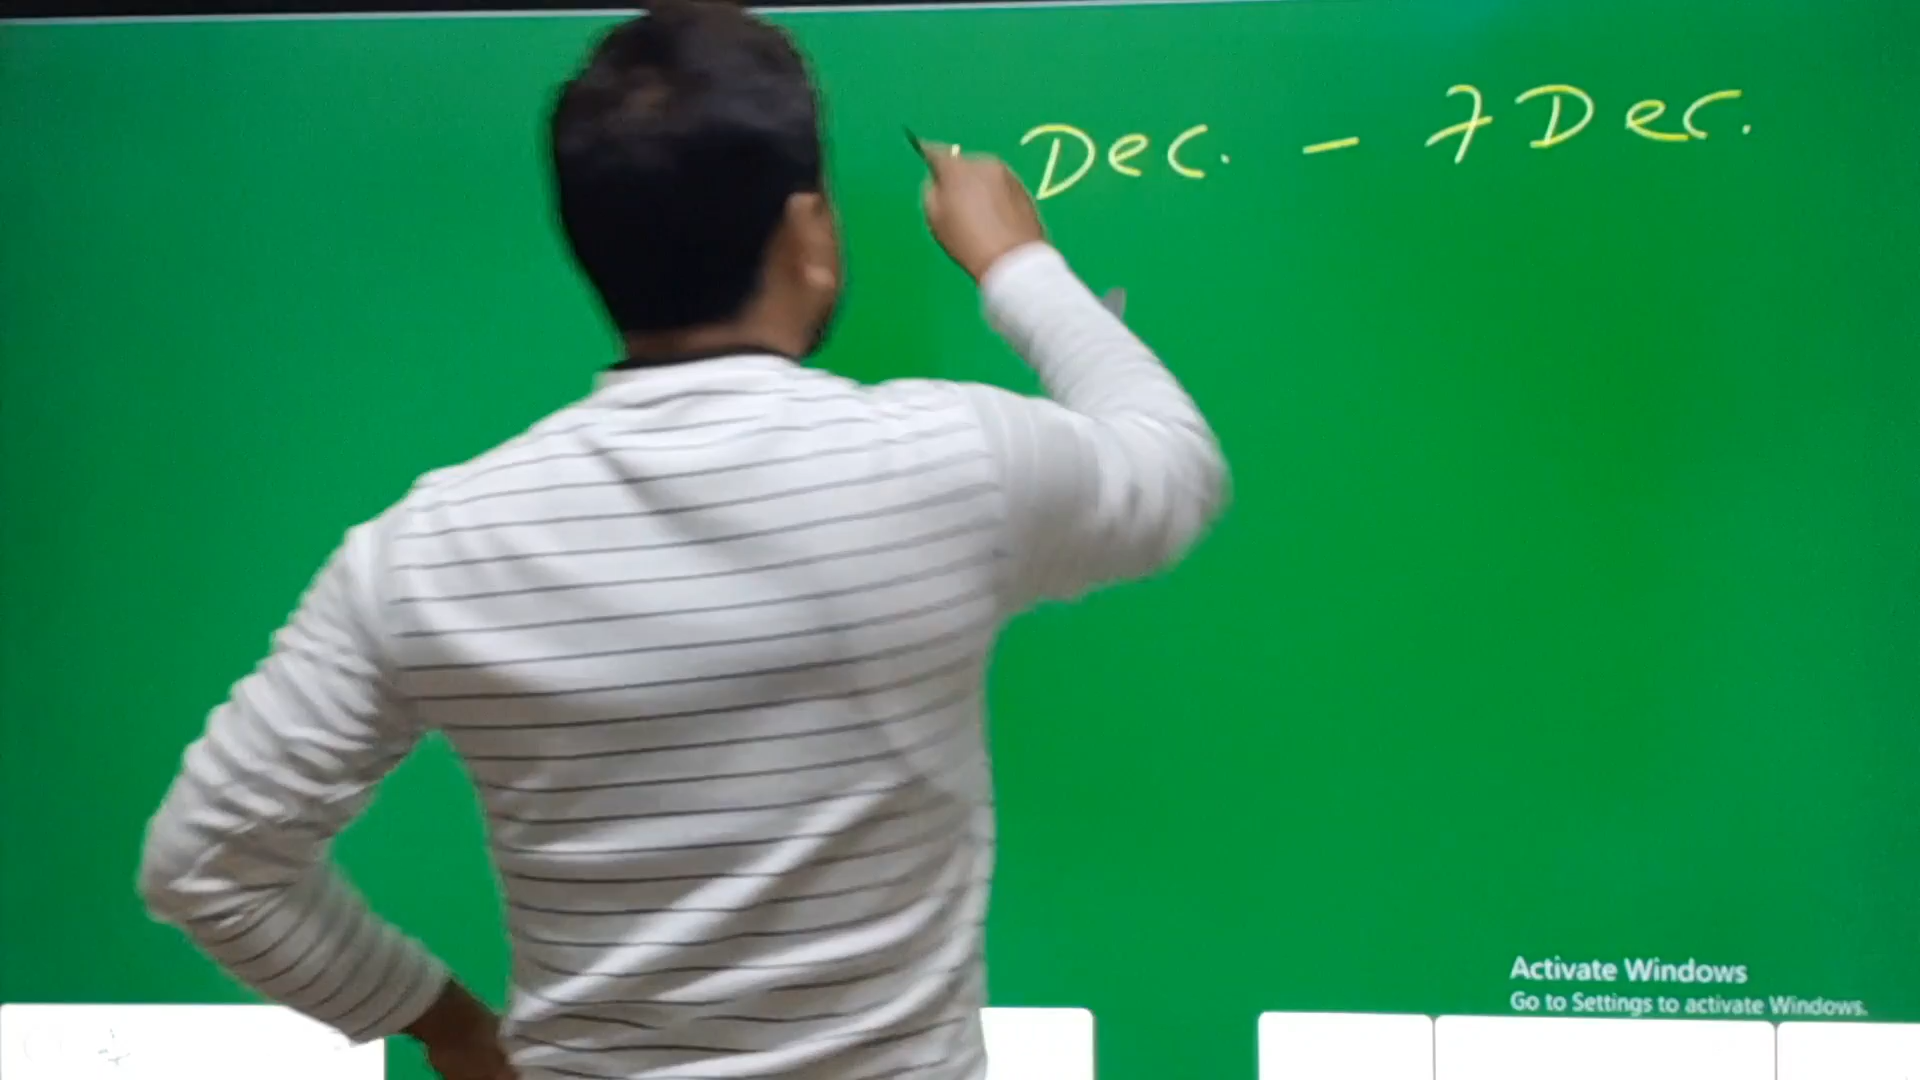 Dec. - 7 Dec.
Activate Windows
Go to Settings to activate Windows.